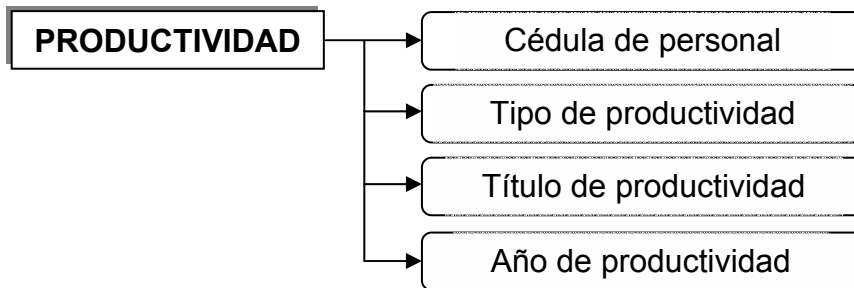 PRODUCTIVIDAD
Cédula de personal
Tipo de productividad
Título de productividad
Año de productividad